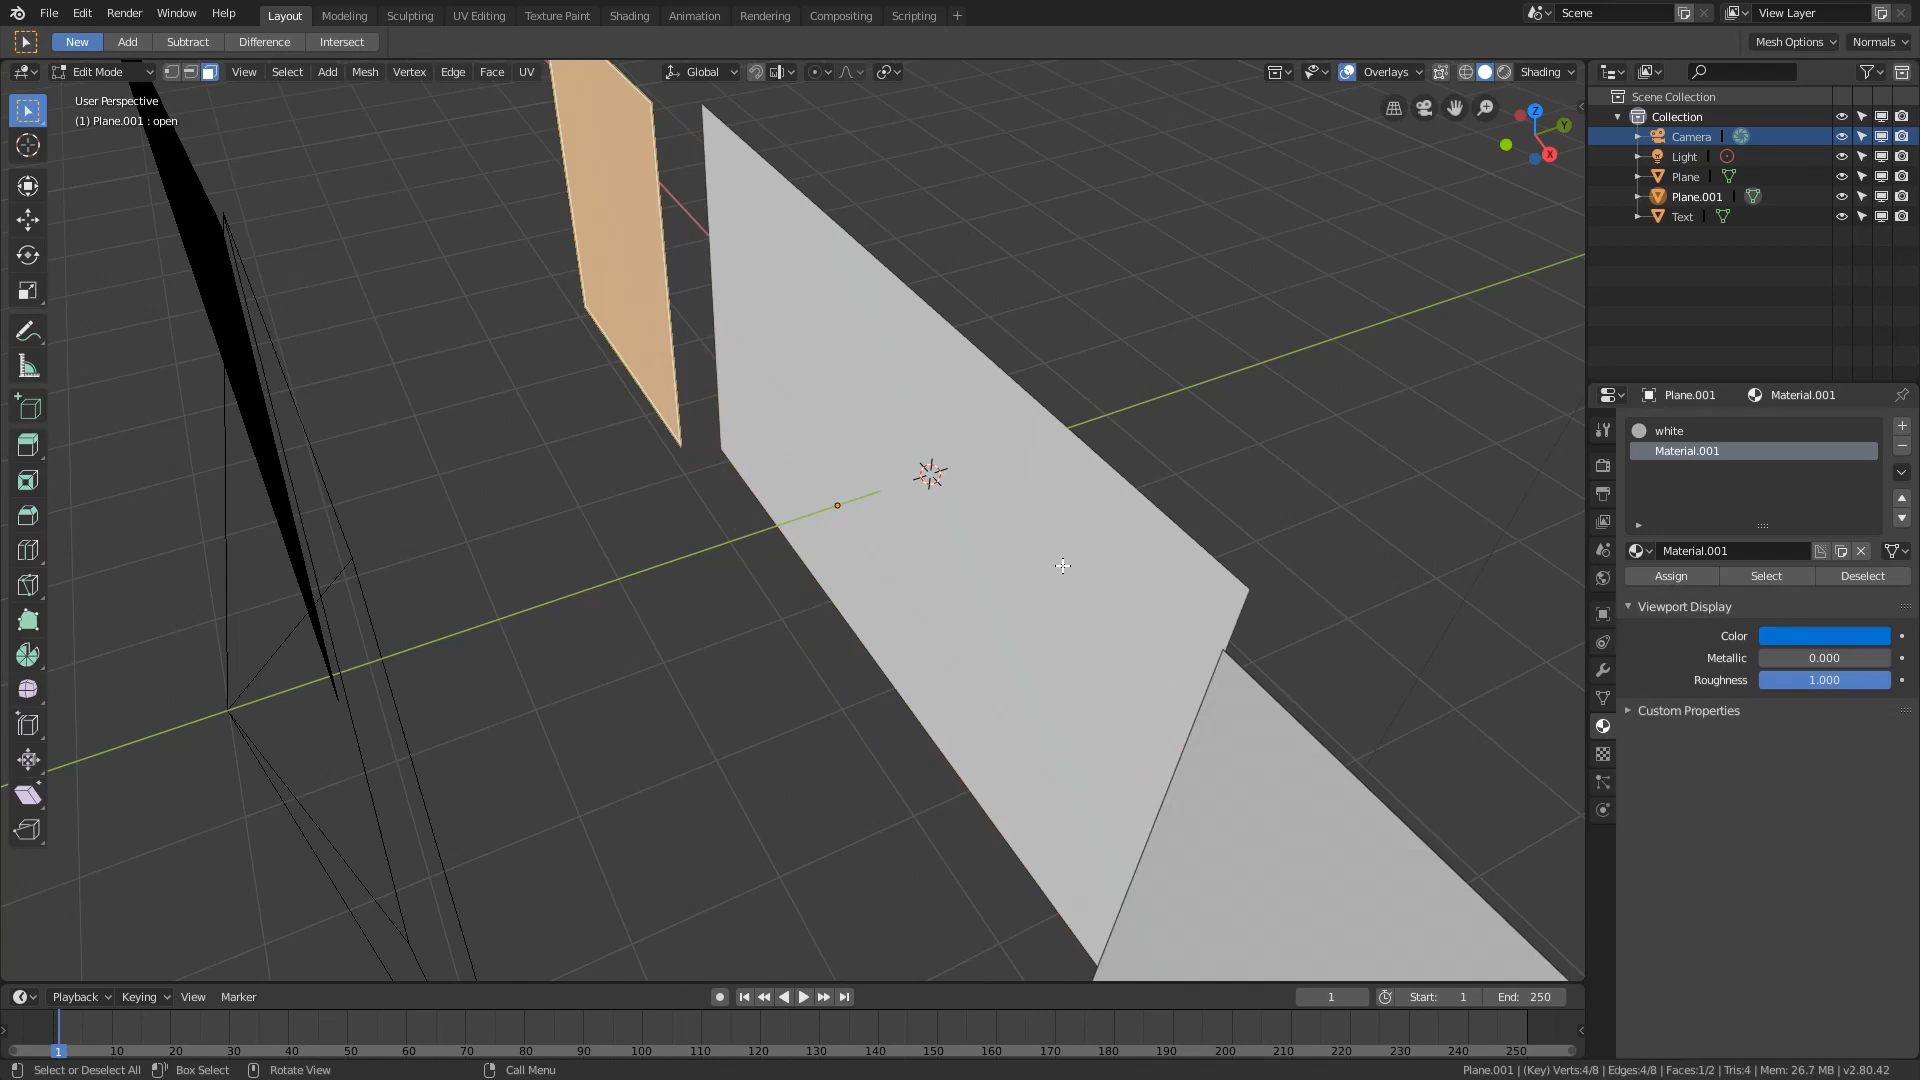 File Edit Render Window Help Layout Modeling Sculpting UV Editing Texture Paint Shading Animation Rendering Compositing Scripting + Scene View Layer
New Add Subtract Difference Intersect Mesh Options Normals
Edit Mode View Select Add Mesh Vertex Edge Face UV Global Overlays Shading
User Perspective
(1) Plane.001 : open
Z
Y
X
Scene Collection
Collection
Camera
Light
Plane
Plane.001
Text
Plane.001 Material.001
white
Material.001
Material.001
Assign Select Deselect
Viewport Display
Color
Metallic 0.000
Roughness 1.000
Custom Properties
Playback Keying View Marker 1 Start: 1 End: 250
1 10 20 30 40 50 60 70 80 90 100 110 120 130 140 150 160 170 180 190 200 210 220 230 240 250
Select or Deselect All Box Select Rotate View Call Menu Plane.001 | (Key) Verts:4/8 | Edges:4/8 | Faces:1/2 | Tris:4 | Mem: 26.7 MB | v2.80.42